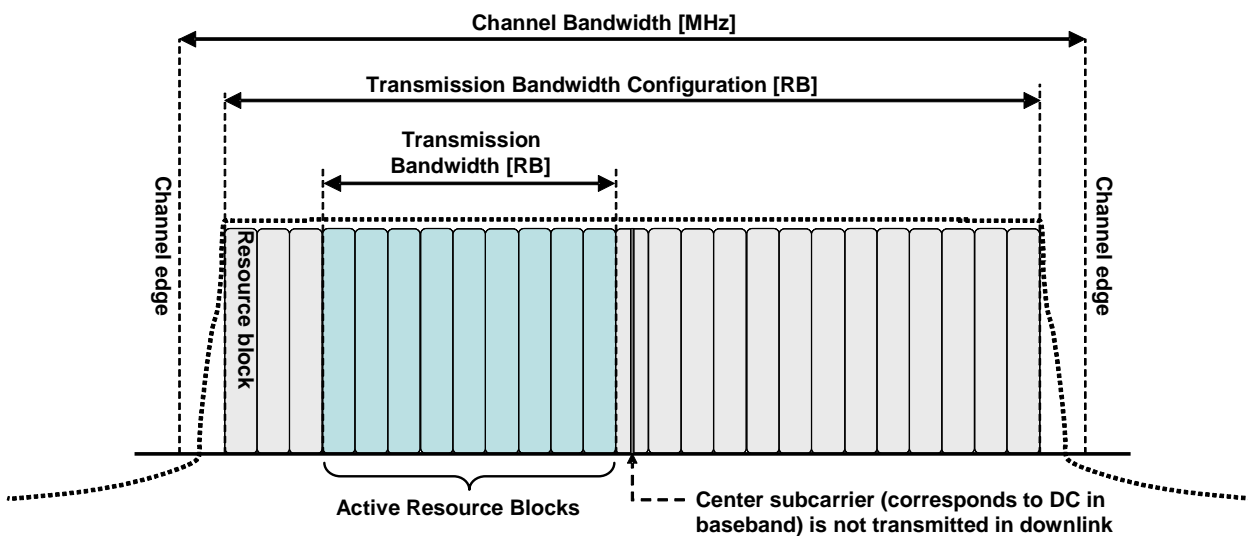 Channel Bandwidth [MHz]
Transmission Bandwidth Configuration [RB]
Transmission
Bandwidth [RB]
Channel edge
Channel edge
Resource block
Active Resource Blocks
Center subcarrier (corresponds to DC in
baseband) is not transmitted in downlink